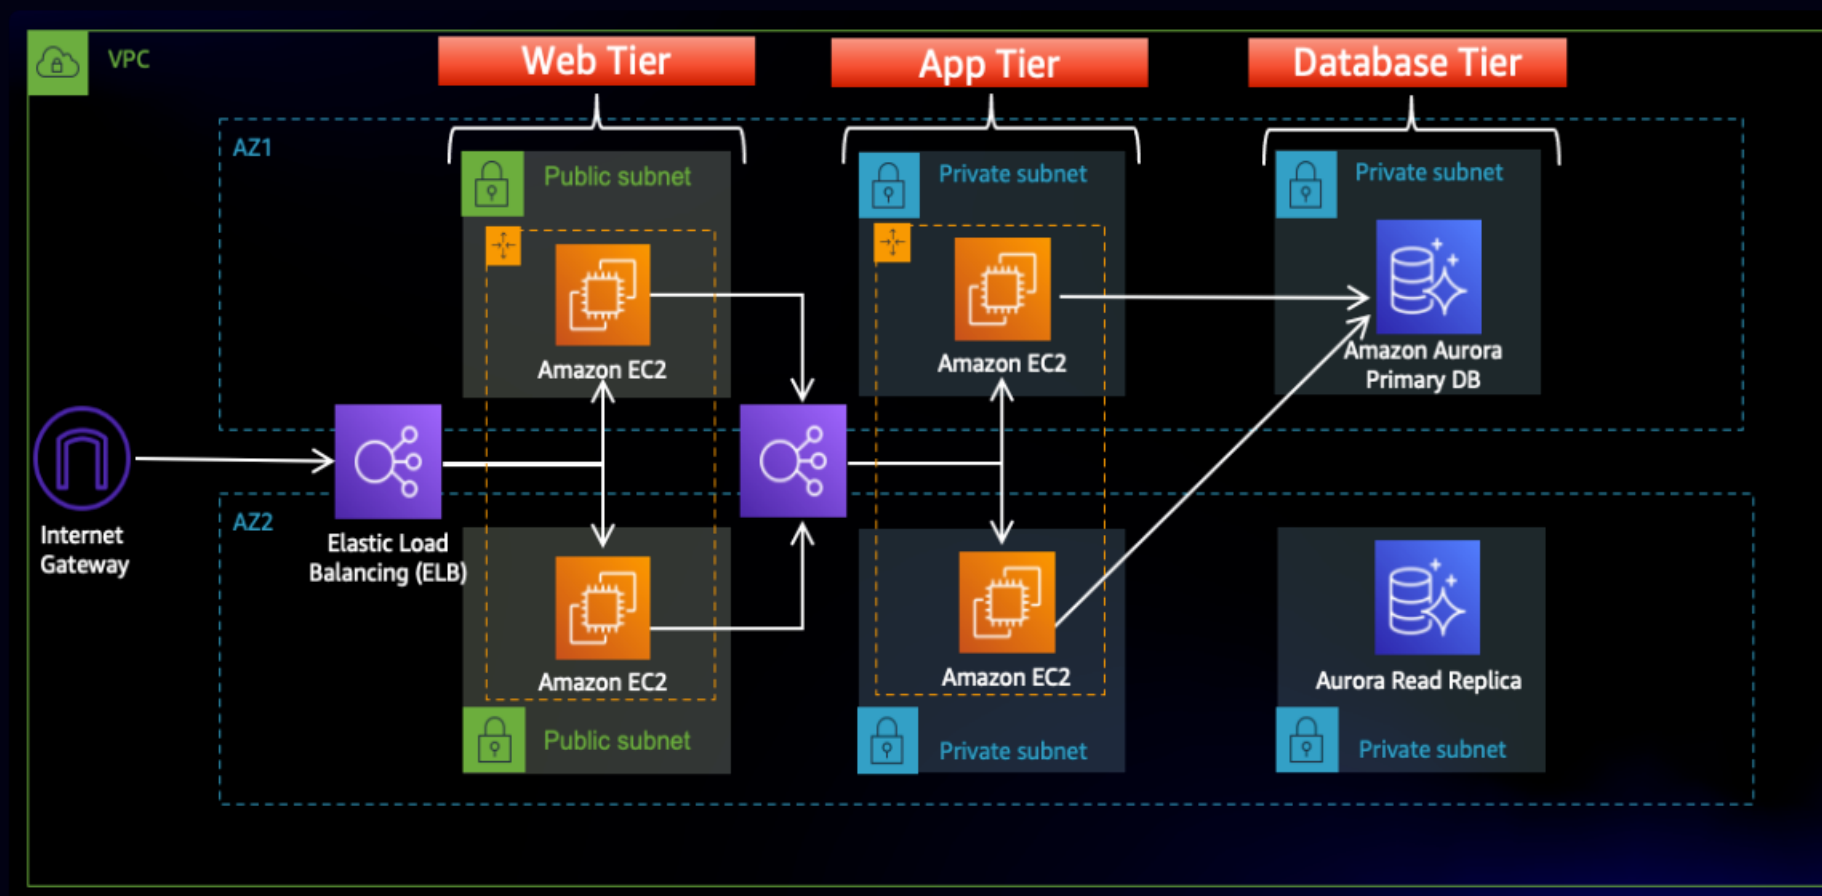 VPC
Web Tier
App Tier
Database Tier
AZ1
Public subnet
Private subnet
Private subnet
Amazon EC2
Amazon EC2
Amazon Aurora
Primary DB
Internet
Gateway
AZ2
Elastic Load
Balancing (ELB)
Amazon EC2
Amazon EC2
Aurora Read Replica
Public subnet
Private subnet
Private subnet